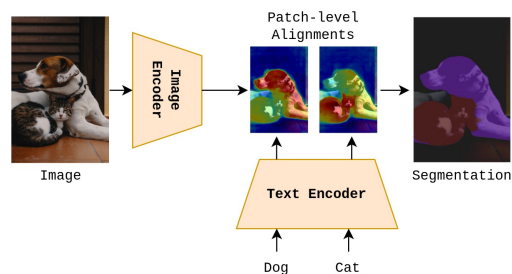 Patch-level
Alignments
Image
Encoder
Image
Segmentation
Text Encoder
Dog
Cat